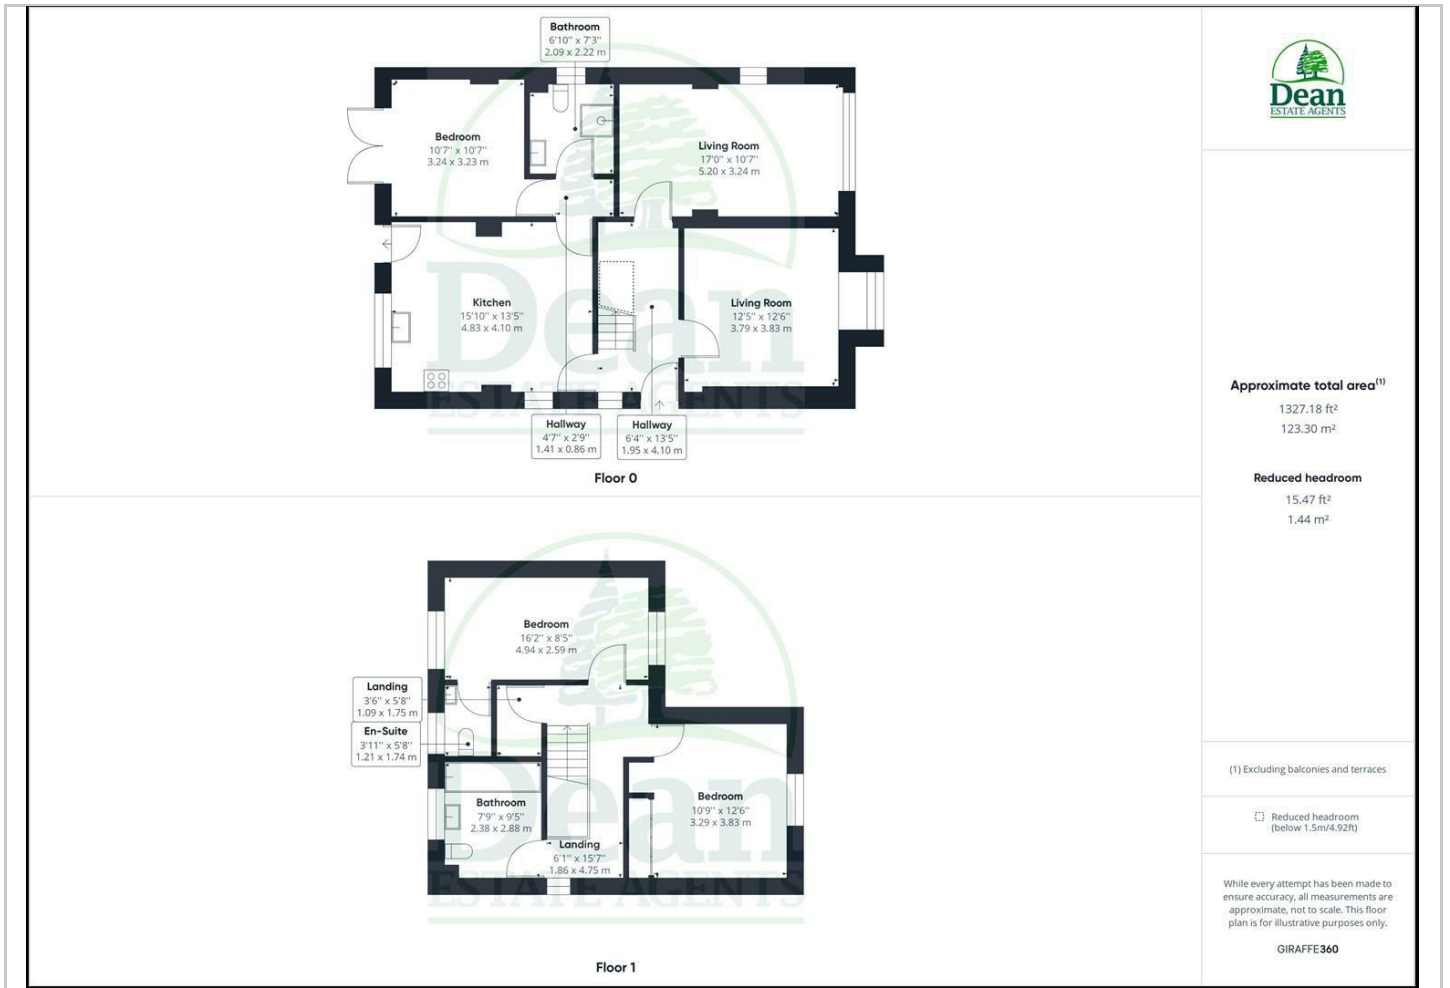 Bathroom
6'10" x 7'3"
2.09 x 2.22 m
Bedroom
10'7" x 10'7"
3.24 x 3.23 m
Living Room
17'0" x 10'7"
5.20 x 3.24 m
Kitchen
15'10" x 13'5"
4.83 x 4.10 m
Living Room
12'5" x 12'6"
3.79 x 3.83 m
Dean
ESTATE AGENTS
Hallway
4'7" x 2'9"
1.41 x 0.86 m
Hallway
6'4" x 13'5"
1.95 x 4.10 m
Floor 0
Bedroom
16'2" x 8'5"
4.94 x 2.59 m
Landing
3'6" x 5'8"
1.09 x 1.75 m
En-Suite
3'11" x 5'8"
1.21 x 1.74 m
Bathroom
7'9" x 9'5"
2.38 x 2.88 m
Bedroom
10'9" x 12'6"
3.29 x 3.83 m
Landing
6'1" x 15'7"
1.86 x 4.75 m
Dean
ESTATE AGENTS
Floor 1
Dean
ESTATE AGENTS
Approximate total area(1)
1327.18 ft²
123.30 m²
Reduced headroom
15.47 ft²
1.44 m²
(1) Excluding balconies and terraces
Reduced headroom
(below 1.5m/4.92ft)
While every attempt has been made to
ensure accuracy, all measurements are
approximate, not to scale. This floor
plan is for illustrative purposes only.
GIRAFFE360